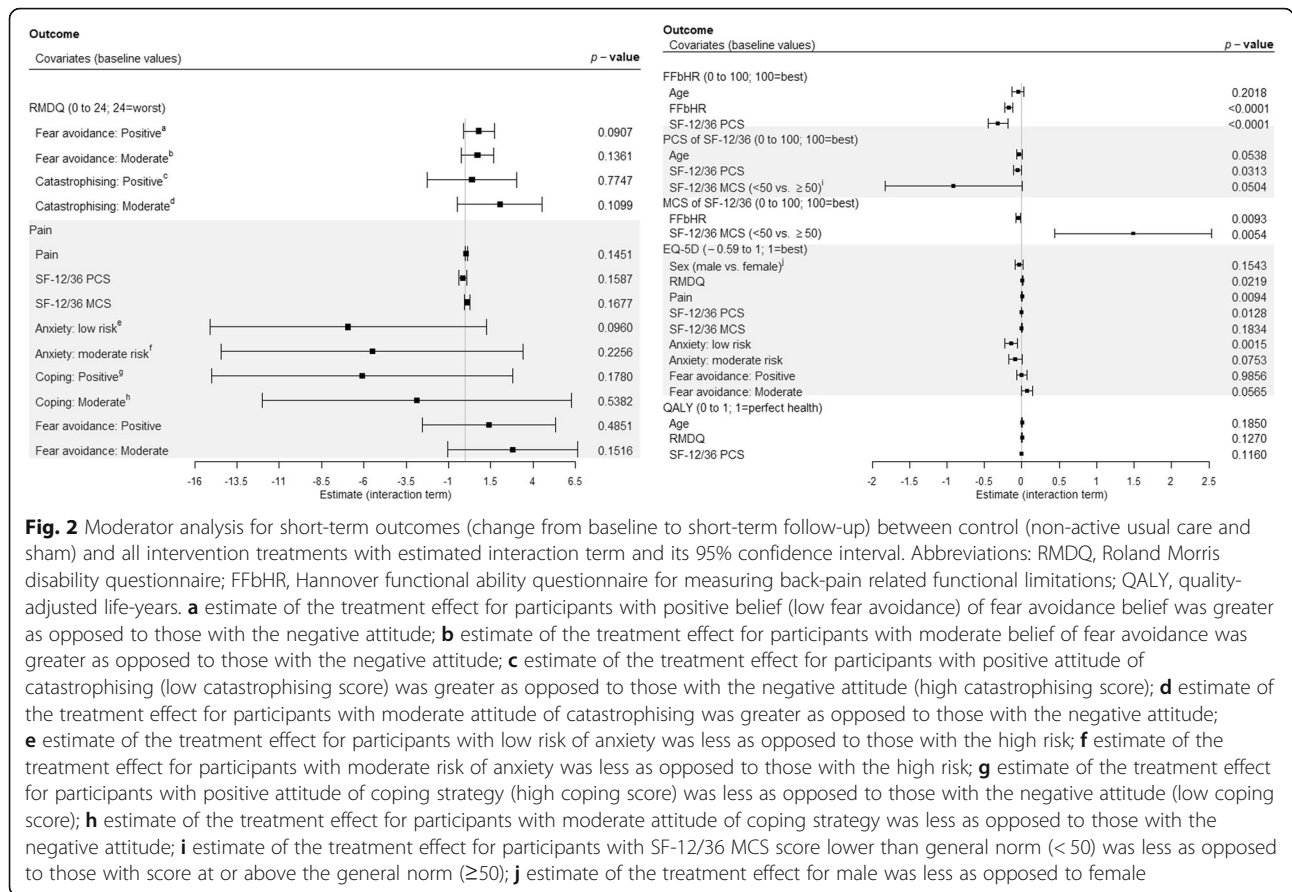 Outcome
Covariates (baseline values) p – value
RMDQ (0 to 24; 24=worst)
Fear avoidance: Positive a 0.0907
Fear avoidance: Moderate b 0.1361
Catastrophising: Positive c 0.7747
Catastrophising: Moderate d 0.1099
Pain
Pain 0.1451
SF-12/36 PCS 0.1587
SF-12/36 MCS 0.1677
Anxiety: low risk e 0.0960
Anxiety: moderate risk f 0.2256
Coping: Positive g 0.1780
Coping: Moderate h 0.5382
Fear avoidance: Positive 0.4851
Fear avoidance: Moderate 0.1516
-16 -13.5 -11 -8.5 -6 -3.5 -1 1.5 4 6.5
Estimate (interaction term)
Outcome
Covariates (baseline values) p – value
FFbHR (0 to 100; 100=best)
Age 0.2018
FFbHR <0.0001
SF-12/36 PCS <0.0001
PCS of SF-12/36 (0 to 100; 100=best)
Age 0.0538
SF-12/36 PCS 0.0313
SF-12/36 MCS (<50 vs. ≥ 50) i 0.0504
MCS of SF-12/36 (0 to 100; 100=best)
FFbHR 0.0093
SF-12/36 MCS (<50 vs. ≥ 50) 0.0054
EQ-5D (– 0.59 to 1; 1=best)
Sex (male vs. female) j 0.1543
RMDQ 0.0219
Pain 0.0094
SF-12/36 PCS 0.0128
SF-12/36 MCS 0.1834
Anxiety: low risk 0.0015
Anxiety: moderate risk 0.0753
Fear avoidance: Positive 0.9856
Fear avoidance: Moderate 0.0565
QALY (0 to 1; 1=perfect health)
Age 0.1850
RMDQ 0.1270
SF-12/36 PCS 0.1160
-2 -1.5 -1 -0.5 0 0.5 1 1.5 2 2.5
Estimate (interaction term)
Fig. 2 Moderator analysis for short-term outcomes (change from baseline to short-term follow-up) between control (non-active usual care and
sham) and all intervention treatments with estimated interaction term and its 95% confidence interval. Abbreviations: RMDQ, Roland Morris
disability questionnaire; FFbHR, Hannover functional ability questionnaire for measuring back-pain related functional limitations; QALY, quality-
adjusted life-years. a estimate of the treatment effect for participants with positive belief (low fear avoidance) of fear avoidance belief was greater
as opposed to those with the negative attitude; b estimate of the treatment effect for participants with moderate belief of fear avoidance was
greater as opposed to those with the negative attitude; c estimate of the treatment effect for participants with positive attitude of
catastrophising (low catastrophising score) was greater as opposed to those with the negative attitude (high catastrophising score); d estimate of
the treatment effect for participants with moderate attitude of catastrophising was greater as opposed to those with the negative attitude;
e estimate of the treatment effect for participants with low risk of anxiety was less as opposed to those with the high risk; f estimate of the
treatment effect for participants with moderate risk of anxiety was less as opposed to those with the high risk; g estimate of the treatment effect
for participants with positive attitude of coping strategy (high coping score) was less as opposed to those with the negative attitude (low coping
score); h estimate of the treatment effect for participants with moderate attitude of coping strategy was less as opposed to those with the
negative attitude; i estimate of the treatment effect for participants with SF-12/36 MCS score lower than general norm (< 50) was less as opposed
to those with score at or above the general norm (≥50); j estimate of the treatment effect for male was less as opposed to female